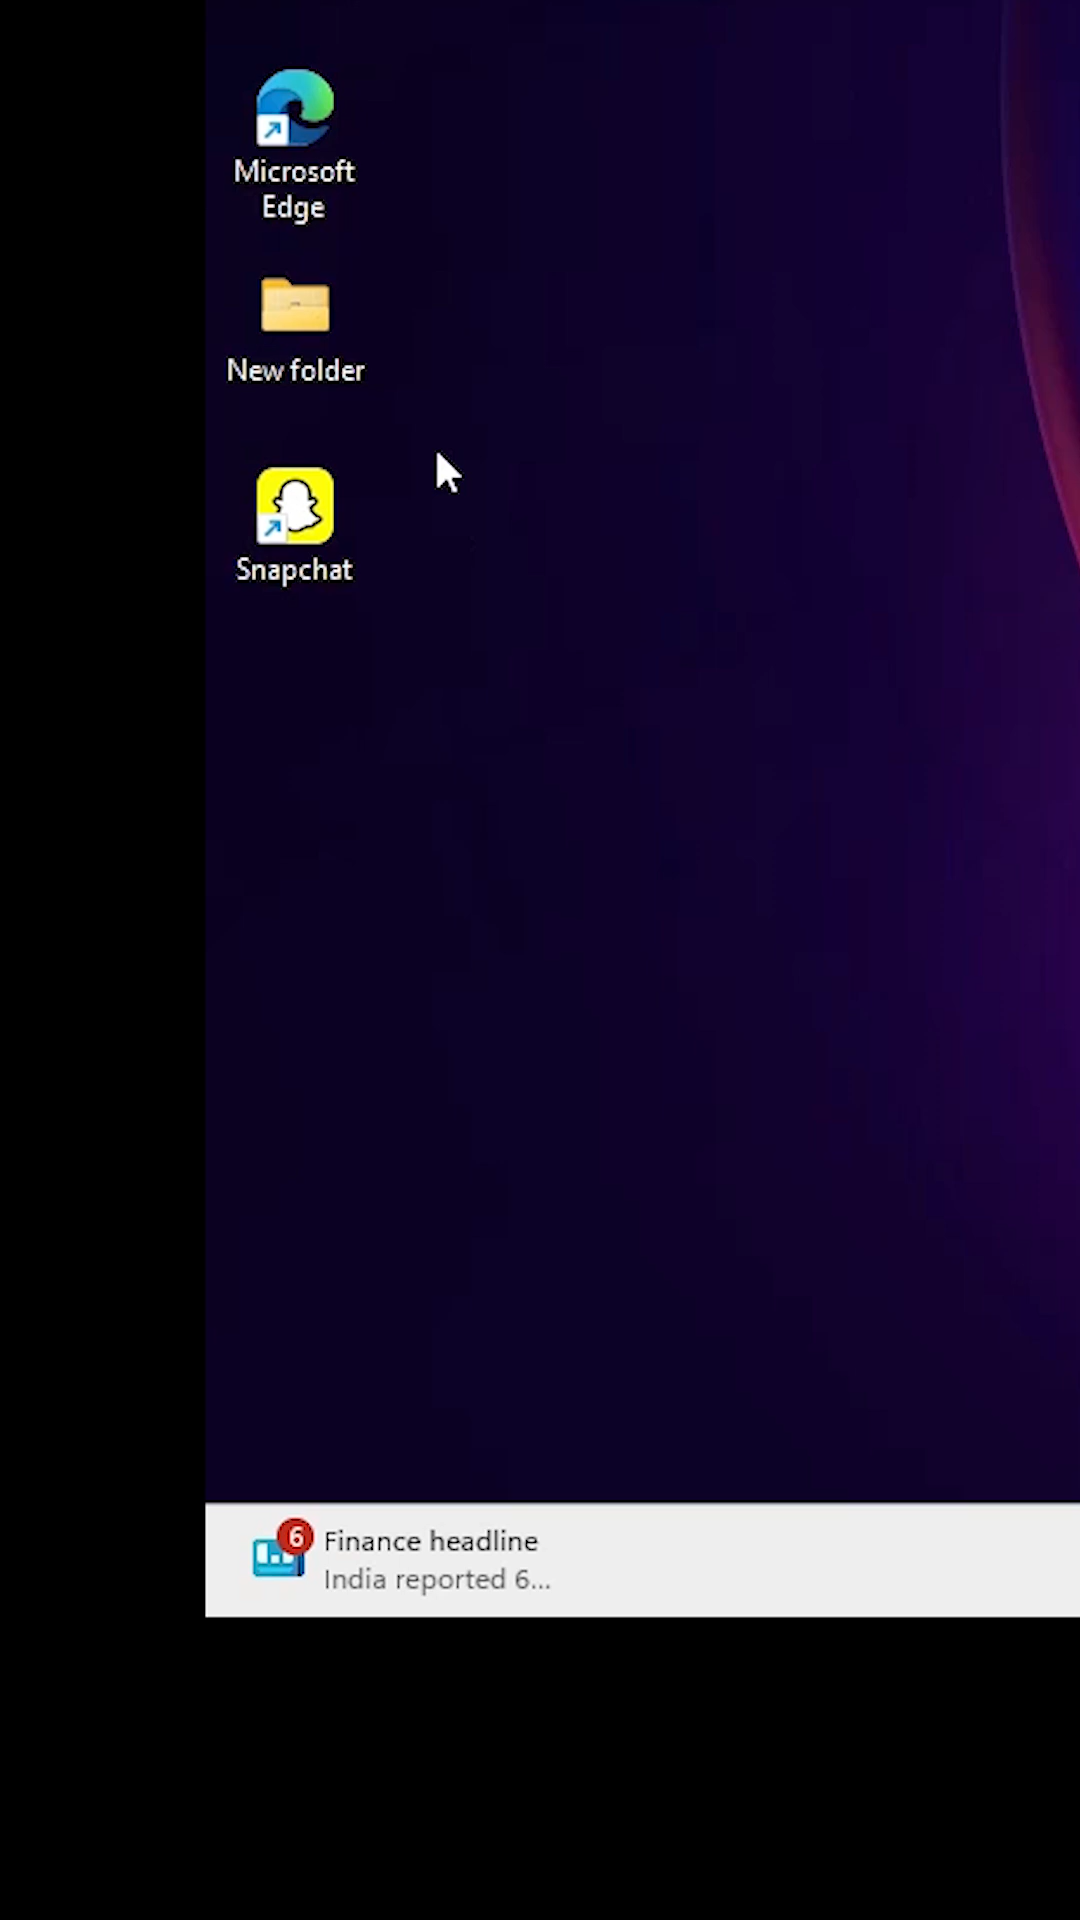 Microsoft
Edge
New folder
Snapchat
6
Finance headline
India reported 6...